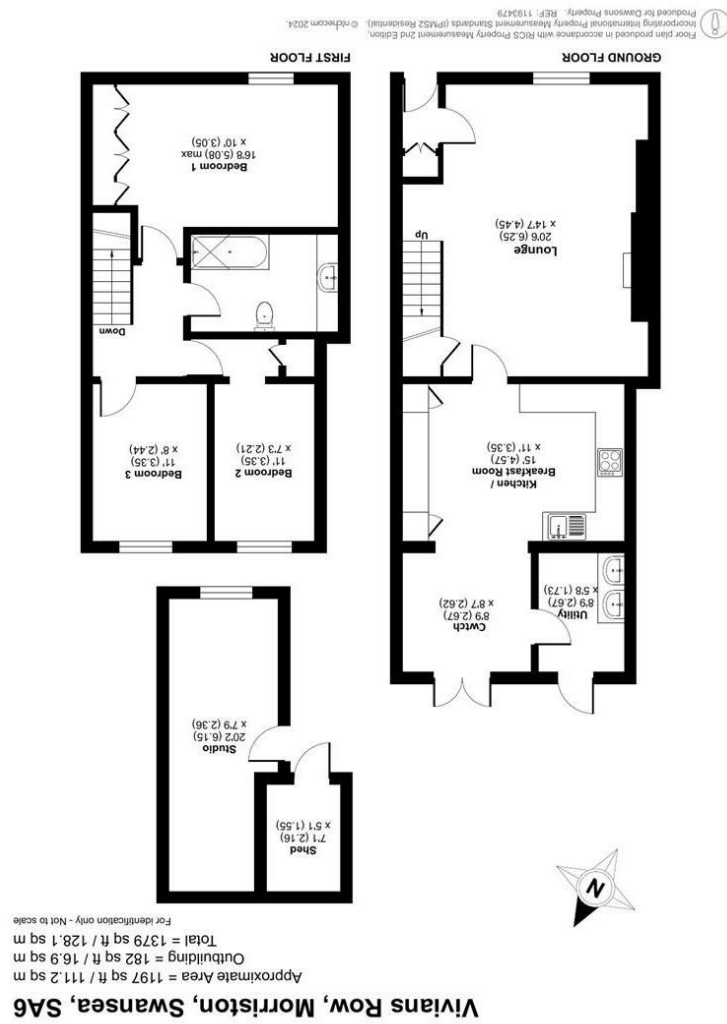 Vivians Row, Morriston, Swansea, SA6
Approximate Area = 1197 sq ft / 111.2 sq m
Outbuilding = 182 sq ft / 16.9 sq m
Total = 1379 sq ft / 128.1 sq m
For identification only - Not to scale
N
Shed
7'1 (2.16)
x 5'1 (1.55)
Studio
20'2 (6.15)
x 7'9 (2.36)
Utility
8'9 (2.67)
x 5'8 (1.73)
Cwtch
8'9 (2.67)
x 8'7 (2.62)
Kitchen /
Breakfast Room
15' (4.57)
x 11' (3.35)
Lounge
20'6 (6.25)
x 14'7 (4.45)
Up
GROUND FLOOR
Bedroom 2
11' (3.35)
x 7'3 (2.21)
Bedroom 3
11' (3.35)
x 8' (2.44)
Down
Bedroom 1
16'8 (5.08) max
x 10' (3.05)
FIRST FLOOR
Floor plan produced in accordance with RICS Property Measurement 2nd Edition,
Incorporating International Property Measurement Standards (IPMS2 Residential). © nichecom 2024.
Produced for Dawsons Property. REF: 1193479